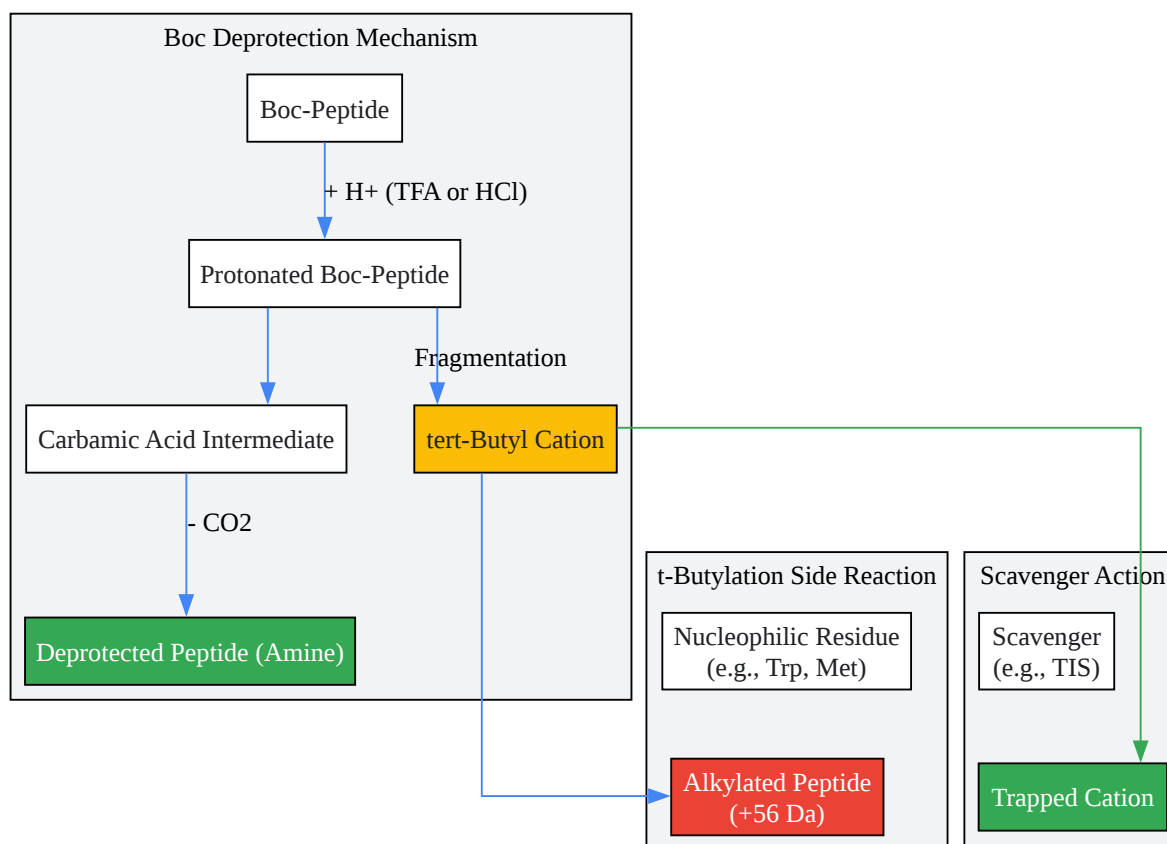 Boc Deprotection Mechanism
Boc-Peptide
+ H+ (TFA or HCl)
Protonated Boc-Peptide
Fragmentation
Carbamic Acid Intermediate
tert-Butyl Cation
- CO2
Deprotected Peptide (Amine)
t-Butylation Side Reaction
Nucleophilic Residue
(e.g., Trp, Met)
Alkylated Peptide
(+56 Da)
Scavenger Action
Scavenger
(e.g., TIS)
Trapped Cation